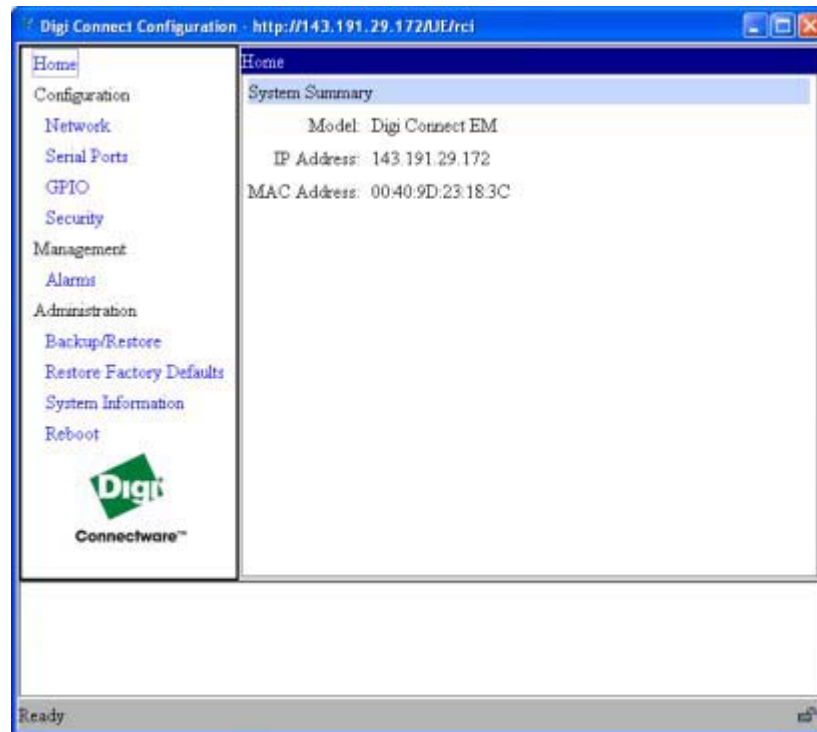 Digi Connect Configuration - http://143.191.29.172/UE/rci
Home
Configuration
Network
Serial Ports
GPIO
Security
Management
Alarms
Administration
Backup/Restore
Restore Factory Defaults
System Information
Reboot
Digi
Connectware™
Home
System Summary
Model: Digi Connect EM
IP Address: 143.191.29.172
MAC Address: 00:40:9D:23:18:3C
Ready